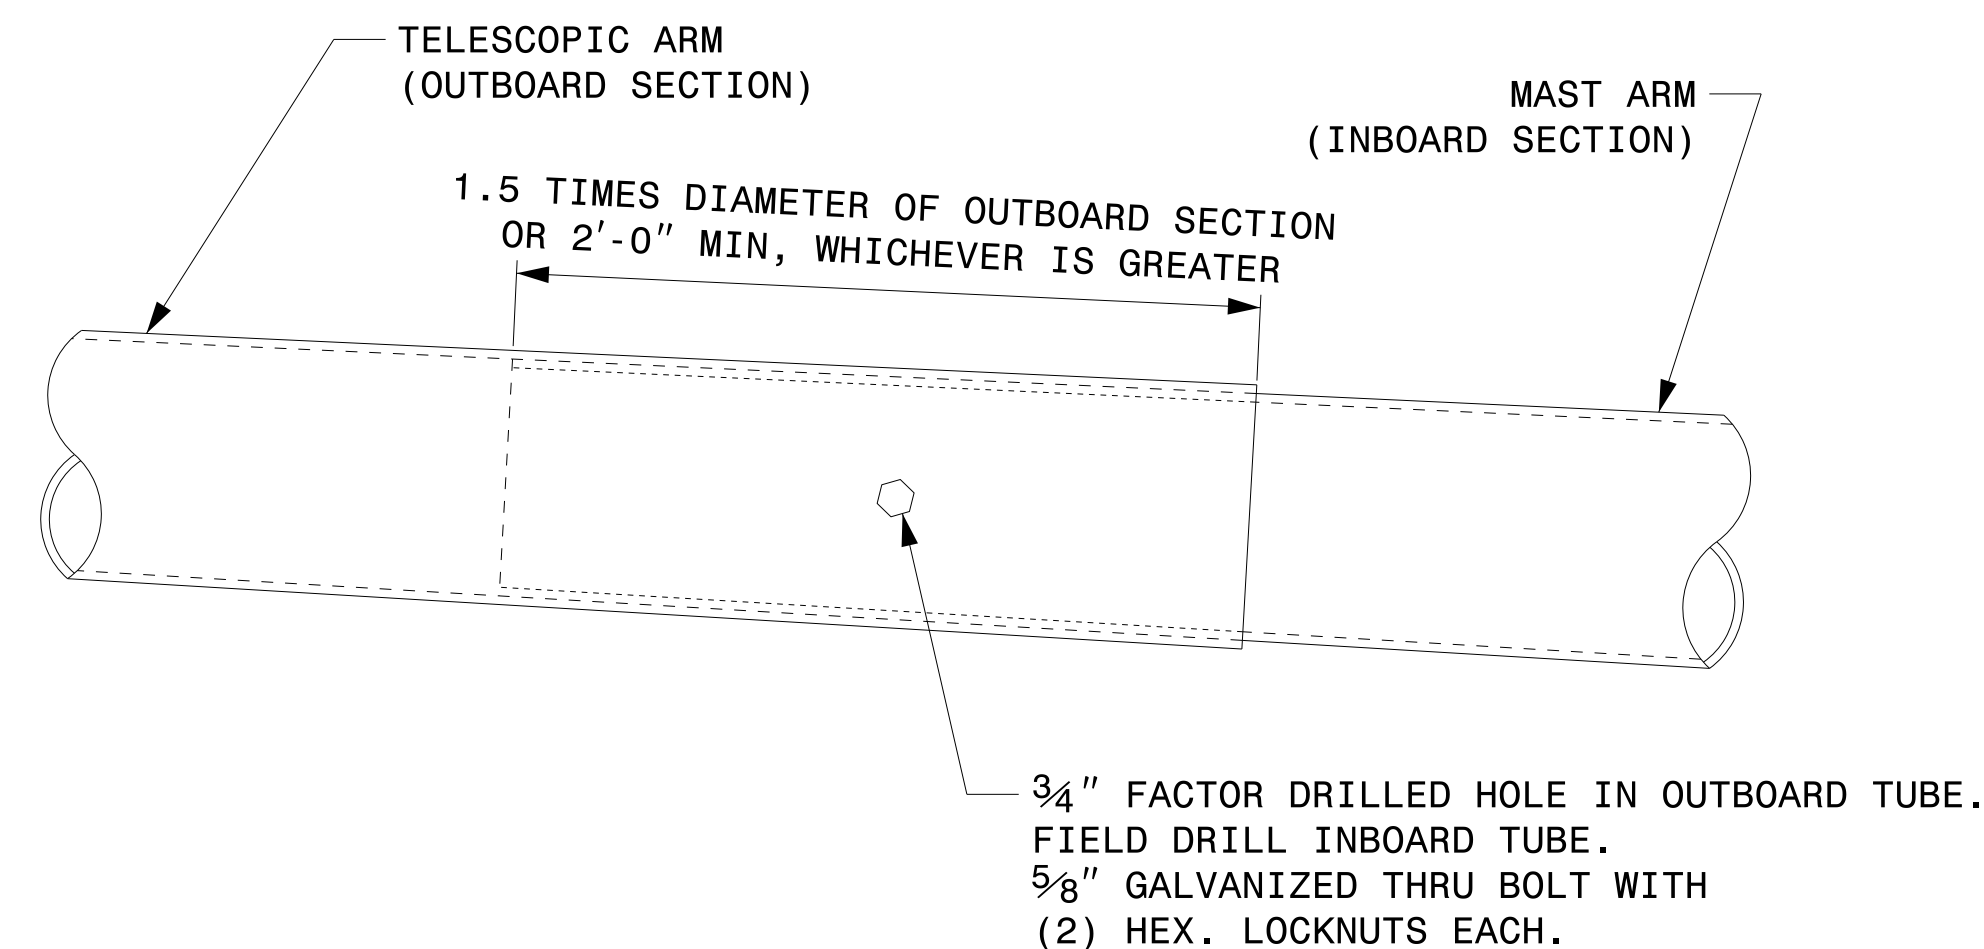 TELESCOPIC ARM
(OUTBOARD SECTION)
MAST ARM
(INBOARD SECTION)
1.5 TIMES DIAMETER OF OUTBOARD SECTION
OR 2'-0" MIN, WHICHEVER IS GREATER
3⁄4" FACTOR DRILLED HOLE IN OUTBOARD TUBE.
FIELD DRILL INBOARD TUBE.
5⁄8" GALVANIZED THRU BOLT WITH
(2) HEX. LOCKNUTS EACH.